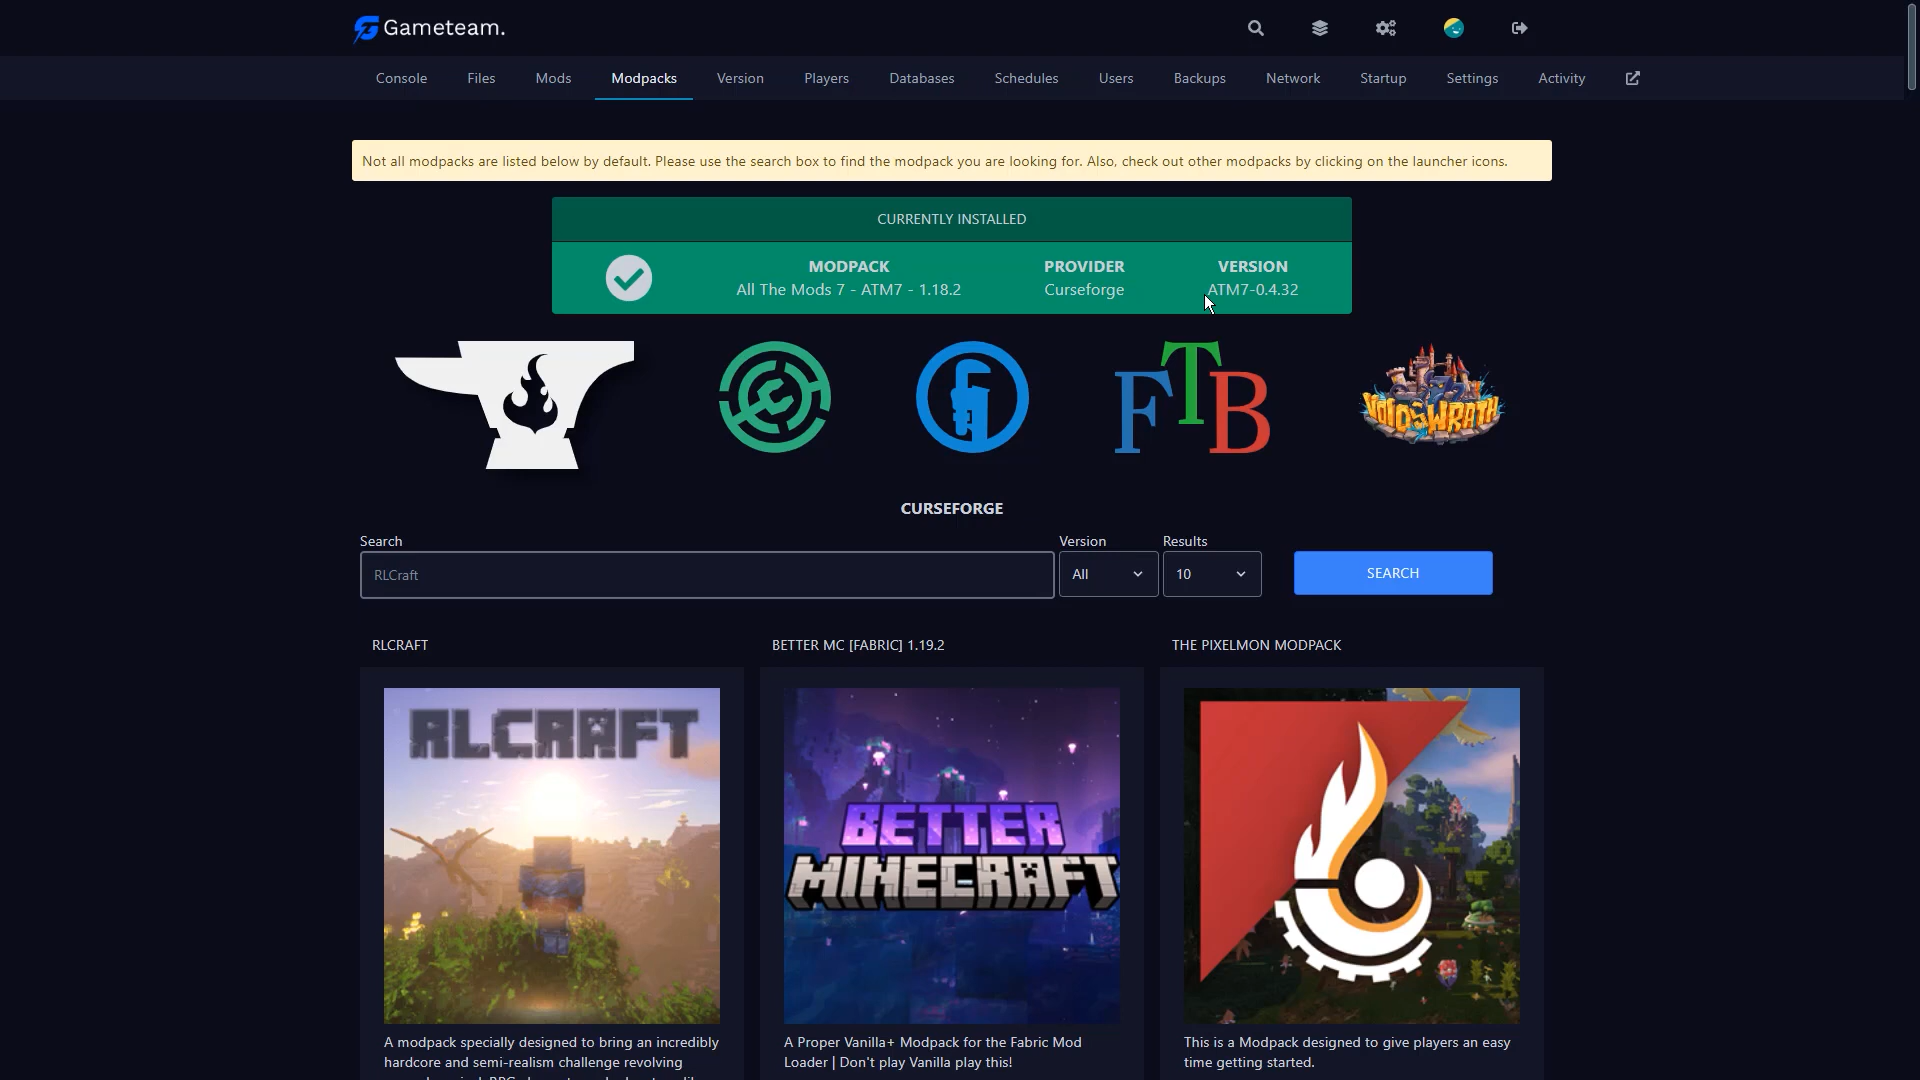 Gameteam.
Console Files Mods Modpacks Version Players Databases Schedules Users Backups Network Startup Settings Activity
Not all modpacks are listed below by default. Please use the search box to find the modpack you are looking for. Also, check out other modpacks by clicking on the launcher icons.
CURRENTLY INSTALLED
MODPACK PROVIDER VERSION
All The Mods 7 - ATM7 - 1.18.2 Curseforge ATM7-0.4.32
FTB
VOIDSWRATH
CURSEFORGE
Search Version Results
RLCraft All 10 SEARCH
RLCRAFT BETTER MC [FABRIC] 1.19.2 THE PIXELMON MODPACK
RLCRAFT
BETTER
MINECRAFT
A modpack specially designed to bring an incredibly
hardcore and semi-realism challenge revolving
A Proper Vanilla+ Modpack for the Fabric Mod
Loader | Don't play Vanilla play this!
This is a Modpack designed to give players an easy
time getting started.